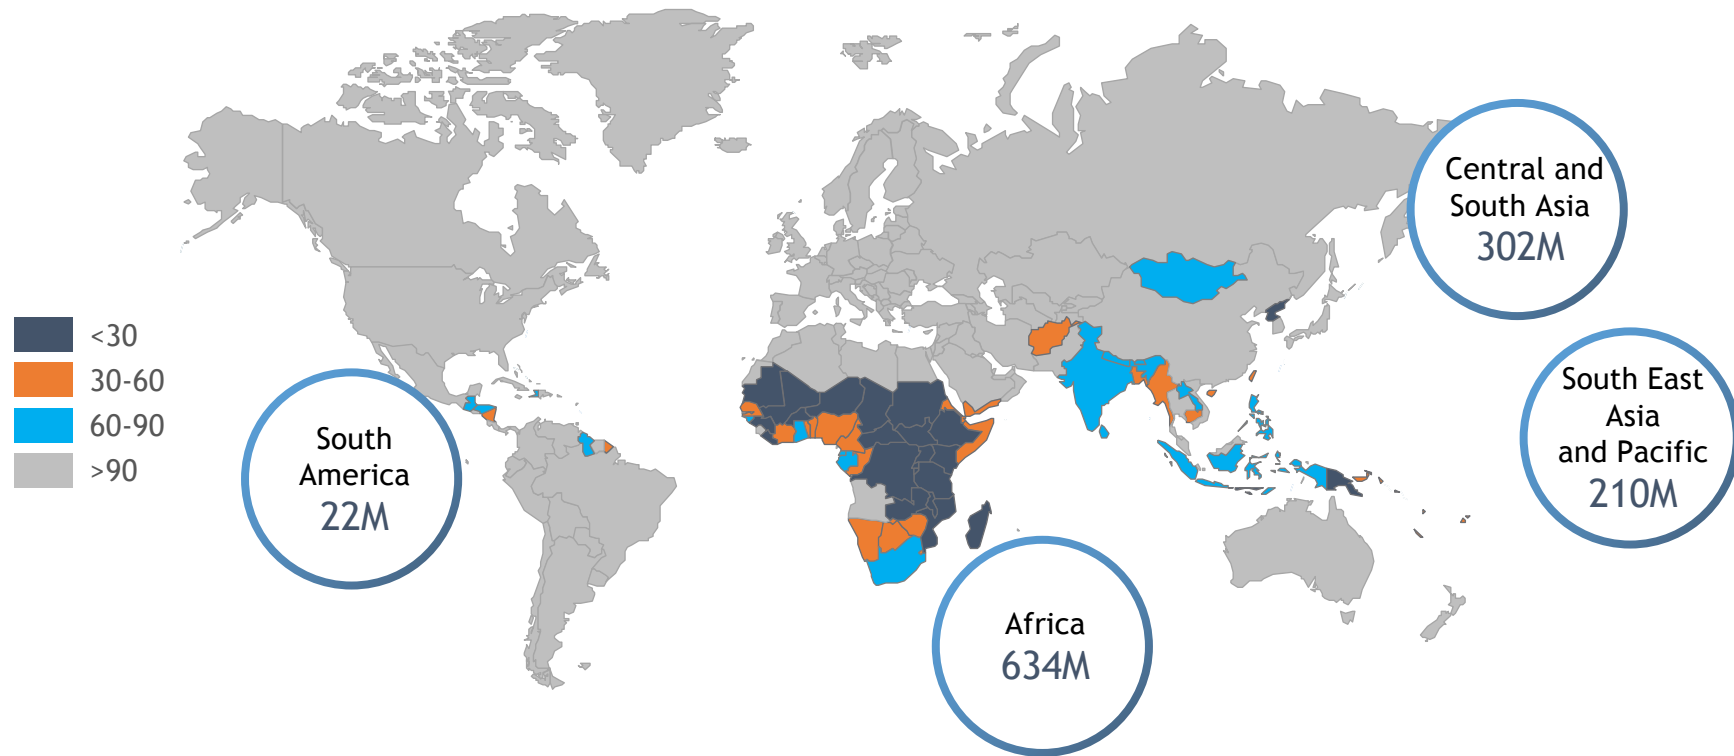 <30
30-60
60-90
>90
South
America
22M
Africa
634M
Central and
South Asia
302M
South East
Asia
and Pacific
210M